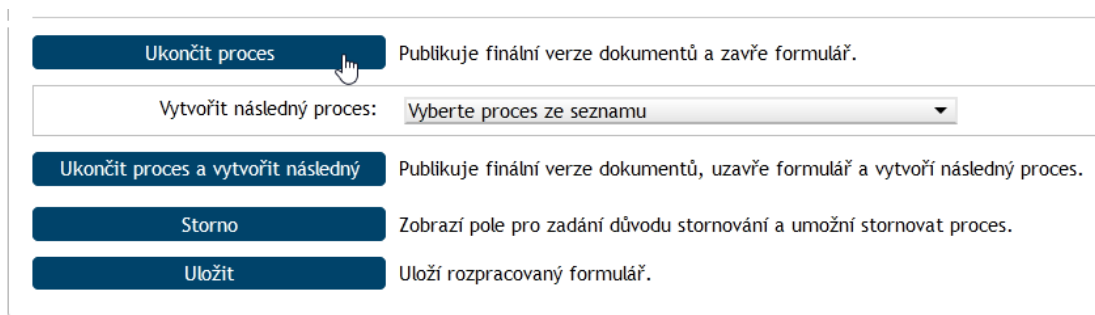 Ukončit proces Publikuje finální verze dokumentů a zavře formulář.
Vytvořit následný proces: Vyberte proces ze seznamu
Ukončit proces a vytvořit následný Publikuje finální verze dokumentů, uzavře formulář a vytvoří následný proces.
Storno Zobrazí pole pro zadání důvodu stornování a umožní stornovat proces.
Uložit Uloží rozpracovaný formulář.